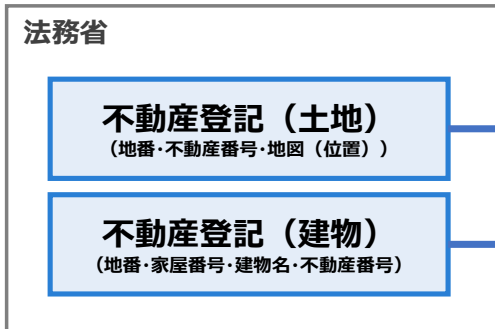 法務省
不動産登記（土地）
（地番･不動産番号･地図（位置））
不動産登記（建物）
（地番･家屋番号･建物名･不動産番号）